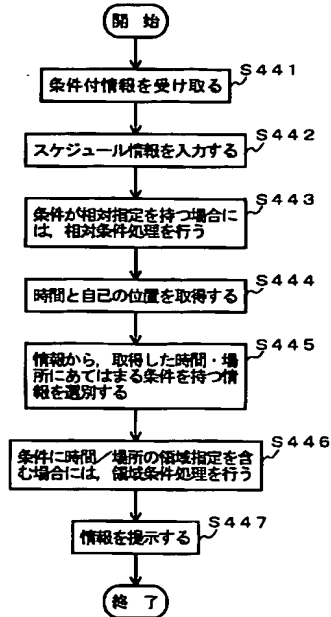 開 始
S441
条件付情報を受け取る
S442
スケジュール情報を入力する
S443
条件が相対指定を持つ場合に
は，相対条件処理を行う
S444
時間と自己の位置を取得する
S445
情報から，取得した時間・場
所にあてはまる条件を持つ情
報を選別する
S446
条件に時間／場所の領域指定を含
む場合には，領域条件処理を行う
S447
情報を提示する
終 了